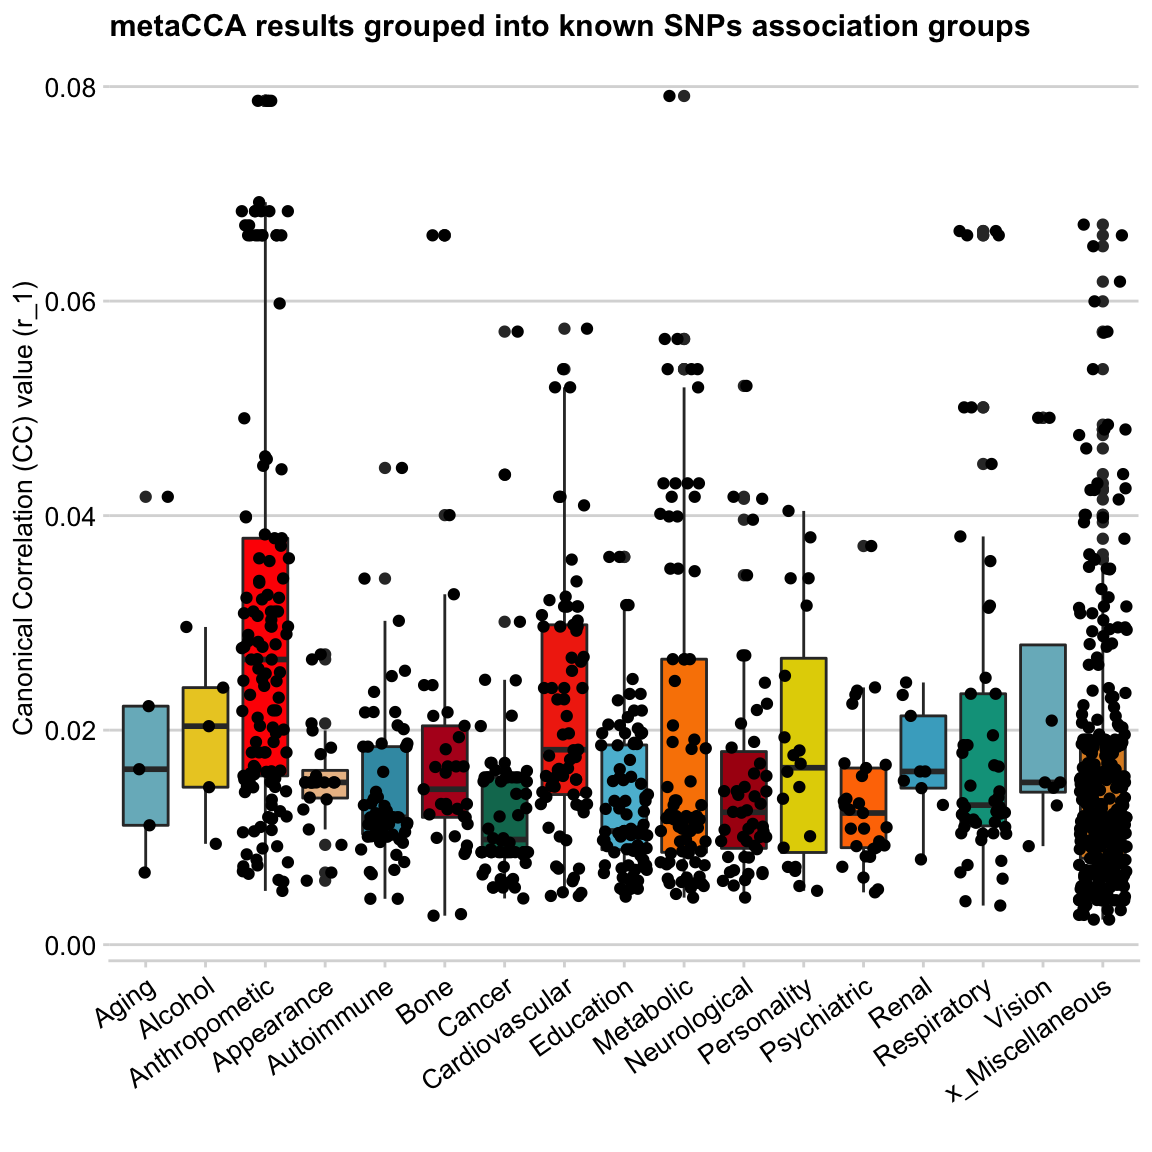 metaCCA results grouped into known SNPs association groups
Canonical Correlation (CC) value (r_1)
0.08
0.06
0.04
0.02
0.00
Aging
Alcohol
Anthropometic
Appearance
Autoimmune
Bone
Cancer
Cardiovascular
Education
Metabolic
Neurological
Personality
Psychiatric
Renal
Respiratory
Vision
x_Miscellaneous